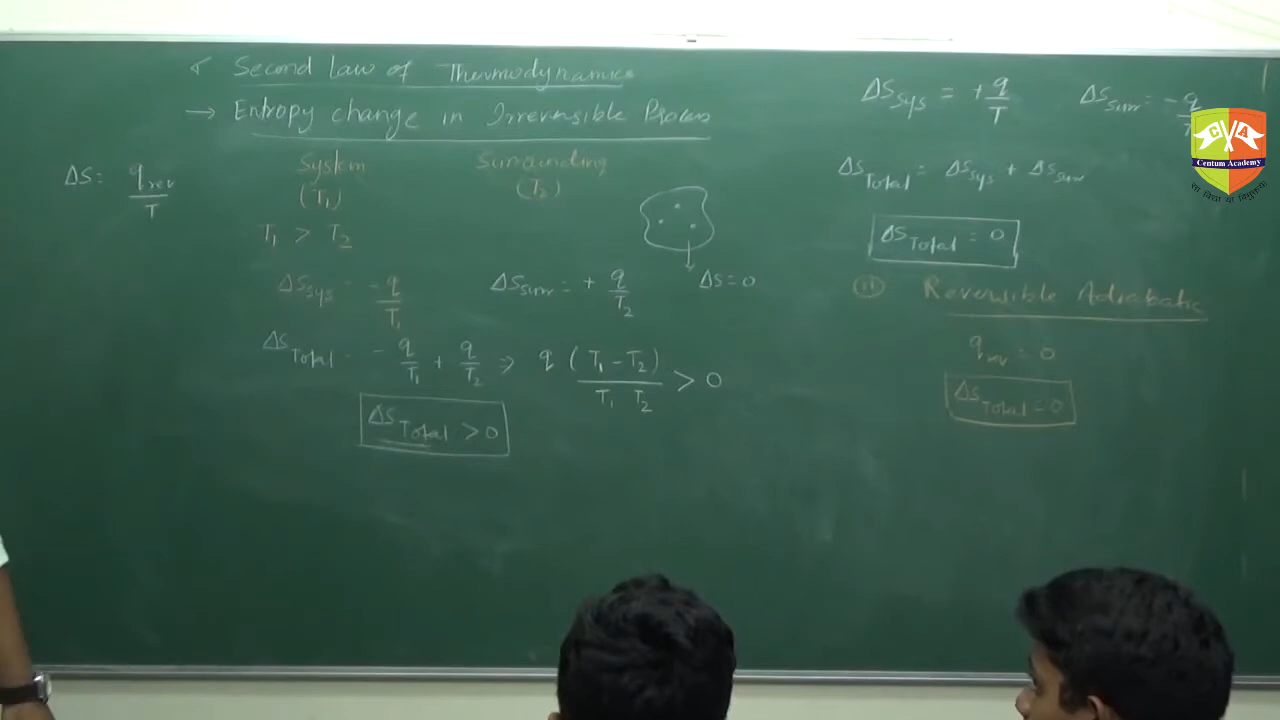 Second law of Thermodynamics
→ Entropy change in Irreversible Process
ΔS = q_rev / T
System Surrounding
(T₁) (T₂)
T₁ > T₂
ΔS_sys = -q/T₁ ΔS_surr = + q/T₂ ΔS=0
ΔS_Total = - q/T₁ + q/T₂ ⇒ q (T₁-T₂) / T₁ T₂ > 0
ΔS_Total > 0
ΔS_sys = +q/T ΔS_surr = -q/T
ΔS_Total = ΔS_sys + ΔS_surr
ΔS_Total = 0
(ii) Reversible Adiabatic
q_rev = 0
ΔS_Total = 0
C A
Centum Academy
सा विद्या या विमुक्तये